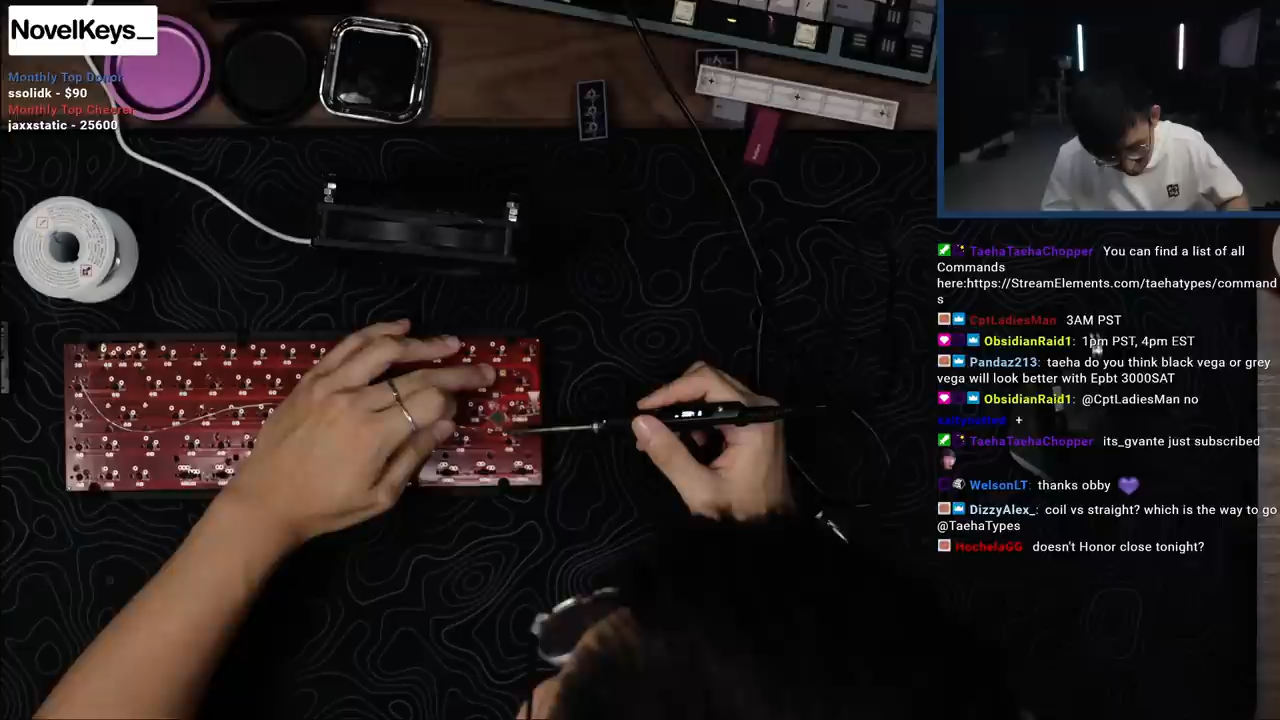 NovelKeys_
Monthly Top Donor
ssolidk - $90
Monthly Top Cheerer
jaxxstatic - 25600
TaehaTaehaChopper You can find a list of all
Commands
here:https://StreamElements.com/taehatypes/command
s
CptLadiesMan 3AM PST
ObsidianRaid1: 1pm PST, 4pm EST
Pandaz213: taeha do you think black vega or grey
vega will look better with Epbt 3000SAT
ObsidianRaid1: @CptLadiesMan no
+
TaehaTaehaChopper its_gvante just subscribed
WelsonLT: thanks obby
DizzyAlex_: coil vs straight? which is the way to go
@TaehaTypes
HochelaGG doesn't Honor close tonight?